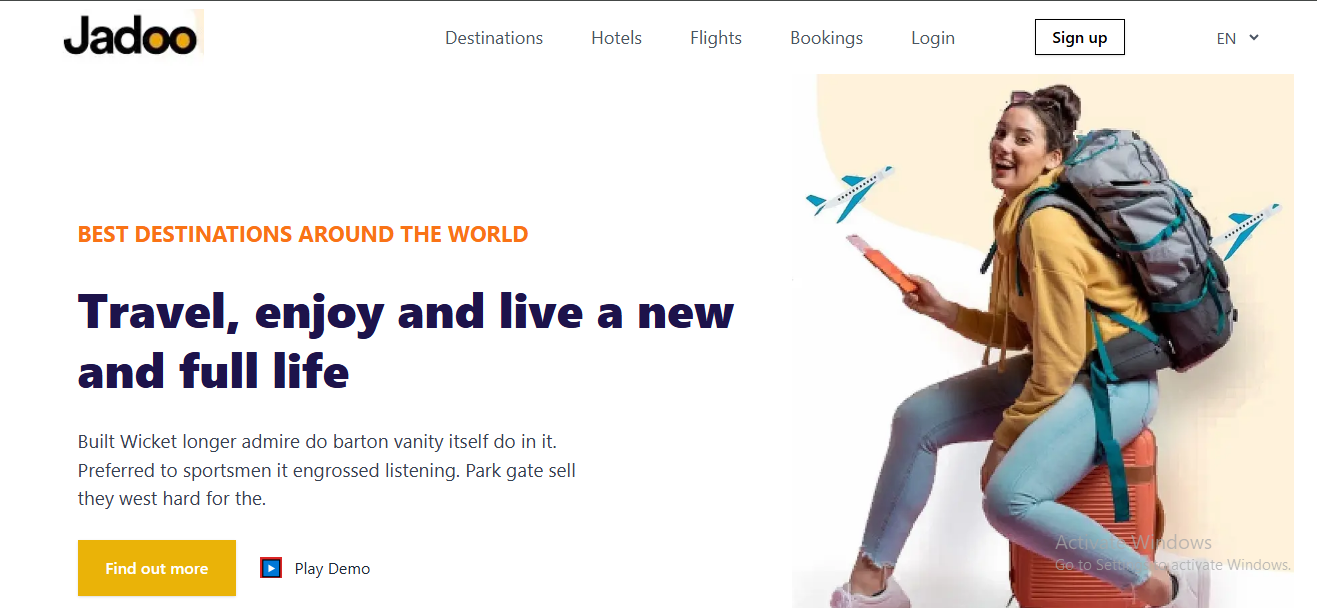 Jadoo
Destinations Hotels Flights Bookings Login Sign up EN
BEST DESTINATIONS AROUND THE WORLD
Travel, enjoy and live a new
and full life
Built Wicket longer admire do barton vanity itself do in it.
Preferred to sportsmen it engrossed listening. Park gate sell
they west hard for the.
Find out more Play Demo
Activate Windows
Go to Settings to activate Windows.